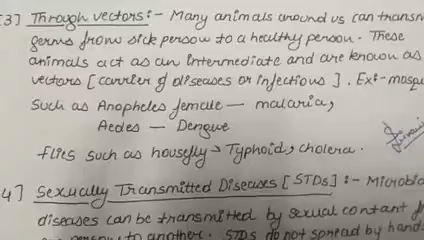 3] Through vectors:- Many animals around us can transm
germs from sick person to a healthy person. These
animals act as an intermediate and are known as
vectors [carrier of diseases or infectious]. Ex:- mosqu
Such as Anopheles female — malaria,
Aedes — Dengue
flies such as housefly → Typhoid, cholera.
4] Sexually Transmitted Diseases [STDs]:- Microbia
diseases can be transmitted by sexual contant f
person to another. STDs do not spread by hand